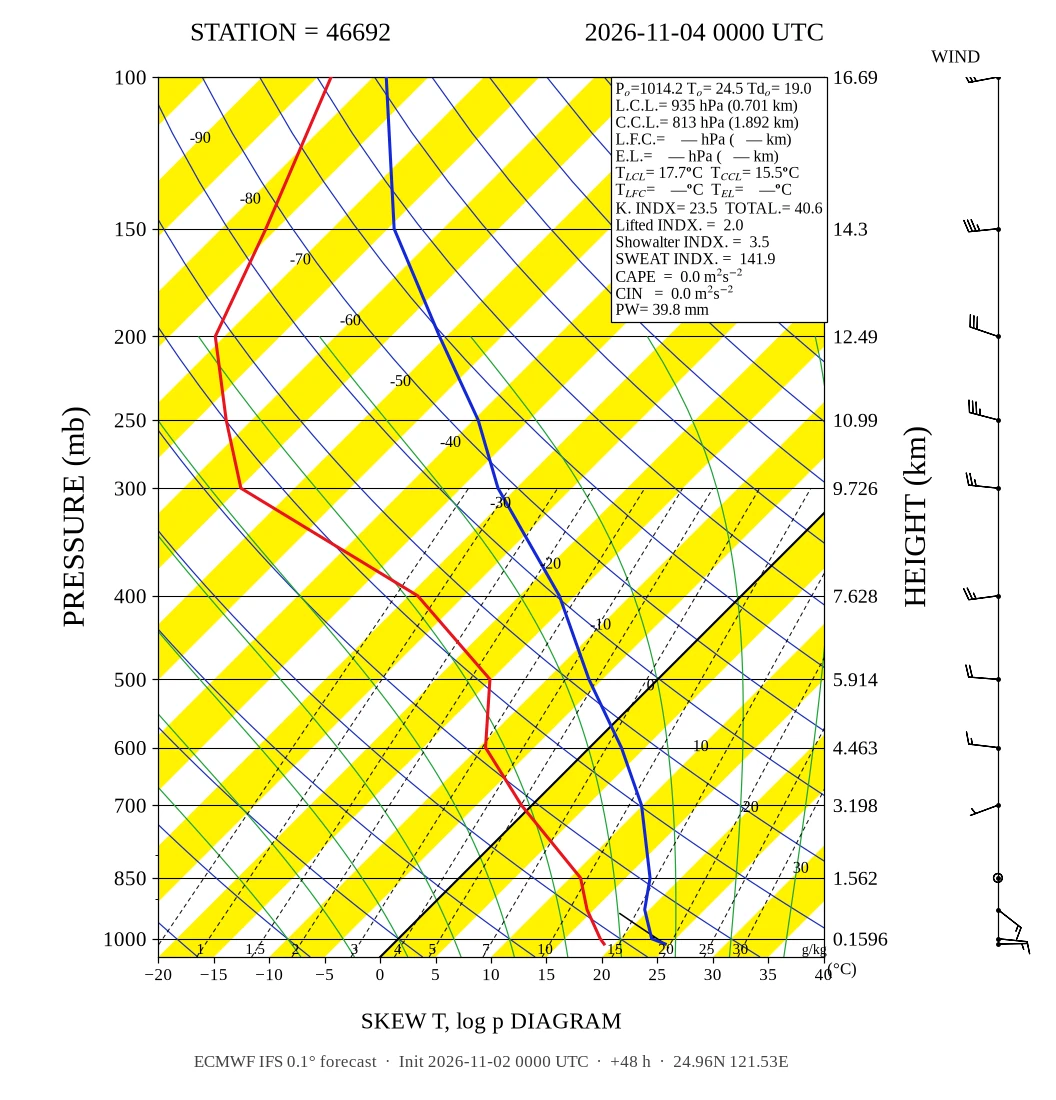 STATION = 46692 2026-11-04 0000 UTC
WIND
100 16.69
Pₒ=1014.2 Tₒ= 24.5 Tdₒ= 19.0
L.C.L.= 935 hPa (0.701 km)
C.C.L.= 813 hPa (1.892 km)
L.F.C.= — hPa ( — km)
E.L.= — hPa ( — km)
T_LCL= 17.7°C T_CCL= 15.5°C
T_LFC= —°C T_EL= —°C
K. INDX= 23.5 TOTAL.= 40.6
Lifted INDX. = 2.0
Showalter INDX. = 3.5
SWEAT INDX. = 141.9
CAPE = 0.0 m²s⁻²
CIN = 0.0 m²s⁻²
PW= 39.8 mm
-90
-80
150 14.3
-70
-60
200 12.49
-50
250 10.99
-40
300 9.726
-30
-20
400 7.628
-10
500 5.914
0
10
600 4.463
20
700 3.198
30
850 1.562
1000 0.1596
1 1.5 2 3 4 5 7 10 15 20 25 30 g/kg
−20 −15 −10 −5 0 5 10 15 20 25 30 35 40 (°C)
PRESSURE (mb)
HEIGHT (km)
SKEW T, log p DIAGRAM
ECMWF IFS 0.1° forecast · Init 2026-11-02 0000 UTC · +48 h · 24.96N 121.53E